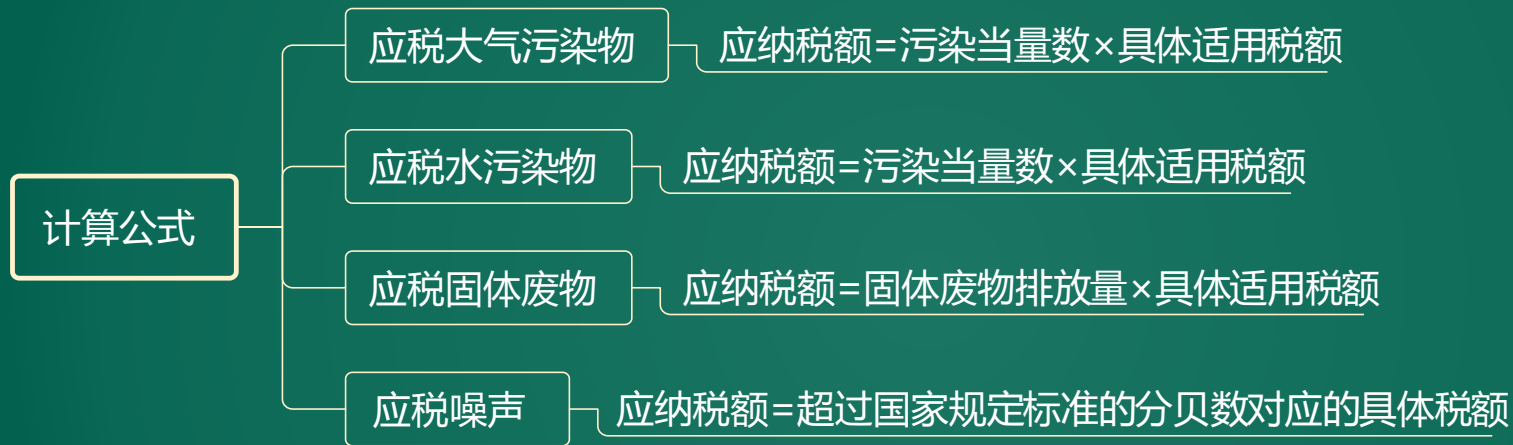 计算公式
应税大气污染物
应纳税额=污染当量数×具体适用税额
应税水污染物
应纳税额=污染当量数×具体适用税额
应税固体废物
应纳税额=固体废物排放量×具体适用税额
应税噪声
应纳税额=超过国家规定标准的分贝数对应的具体税额